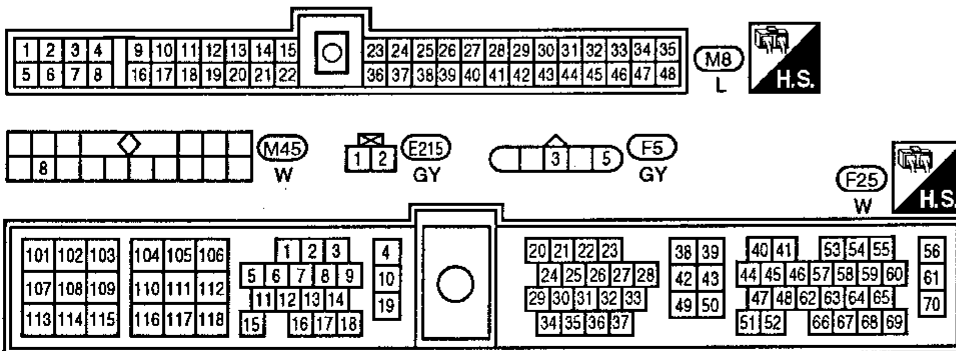 1 2 3 4 9 10 11 12 13 14 15 23 24 25 26 27 28 29 30 31 32 33 34 35
5 6 7 8 16 17 18 19 20 21 22 36 37 38 39 40 41 42 43 44 45 46 47 48
M8
L
H.S.
8
M45
W
1 2
E215
GY
3 5
F5
GY
F25
W
H.S.
101 102 103 104 105 106 1 2 3 4 20 21 22 23 38 39 40 41 53 54 55 56
107 108 109 110 111 112 5 6 7 8 9 10 24 25 26 27 28 42 43 44 45 46 57 58 59 60 61
113 114 115 116 117 118 11 12 13 14 19 29 30 31 32 33 49 50 47 48 62 63 64 65 70
15 16 17 18 34 35 36 37 51 52 66 67 68 69